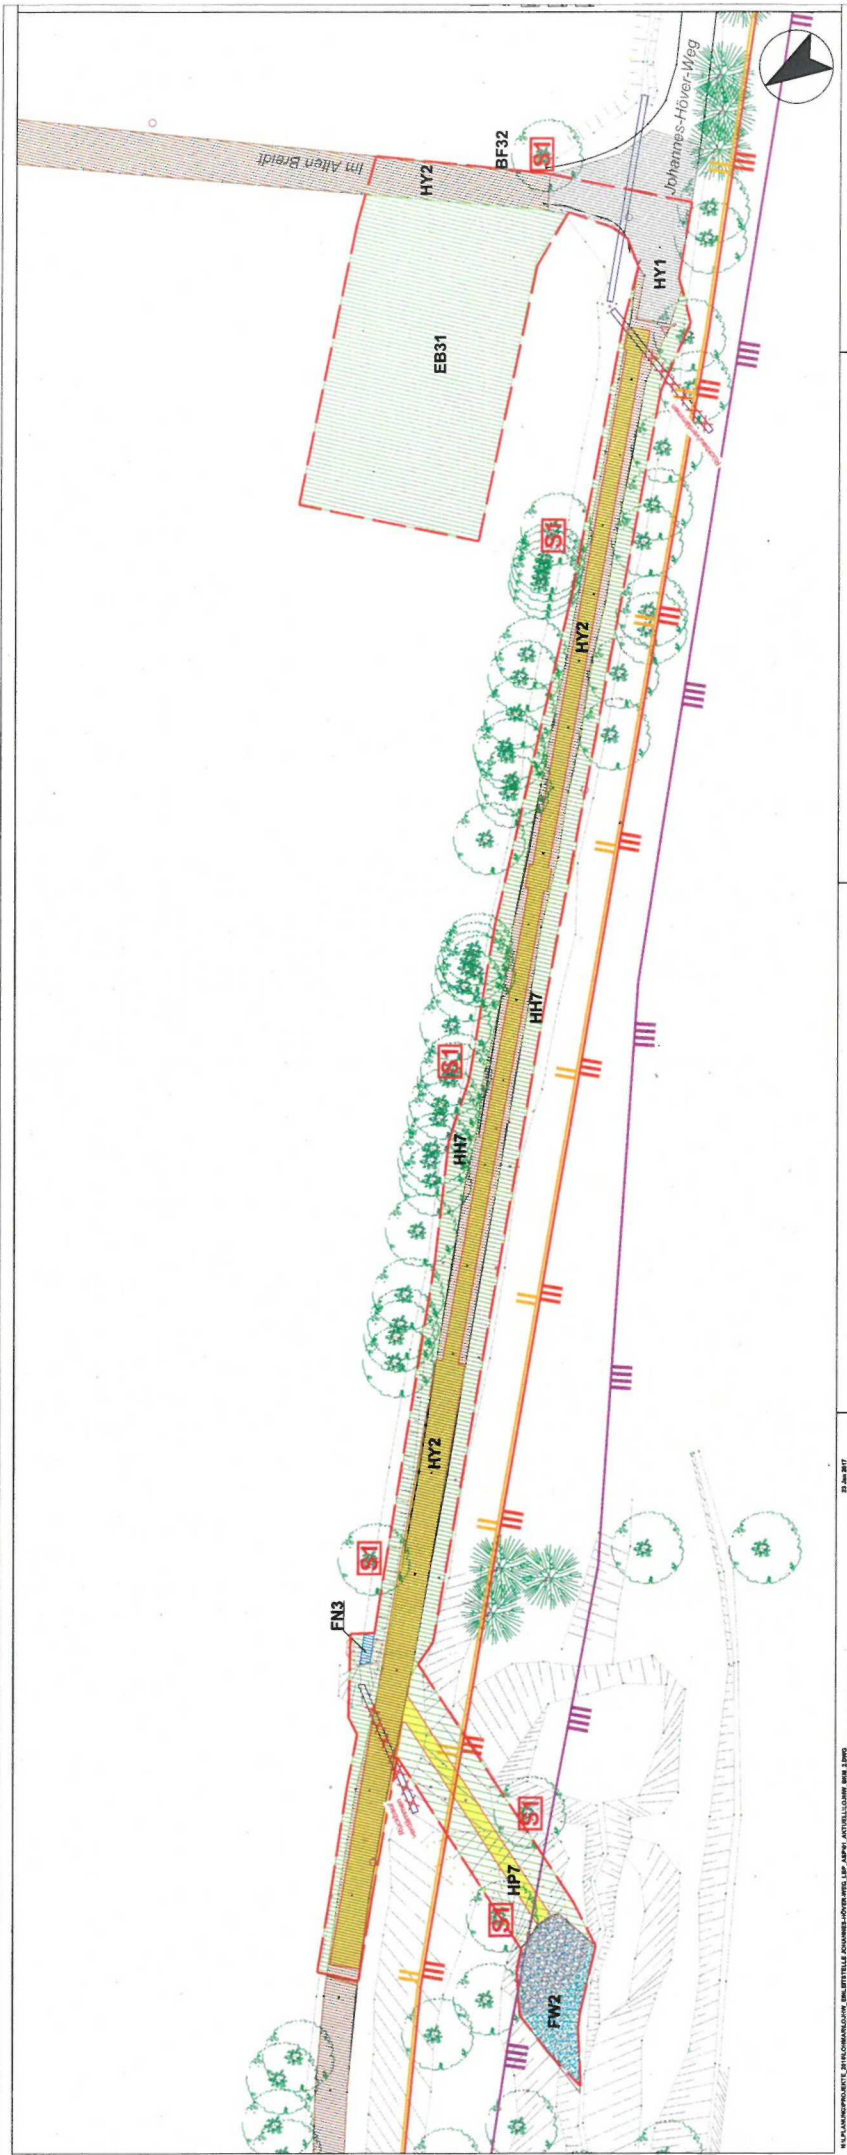 Johannes-Höver-Weg
Im Alten Breidt
BF32
S1
HY2
HY1
EB31
S1
HY2
HH7
S1
HH7
HY2
S1
FN3
S1
HP7
S1
FW2
23 Jan 2017